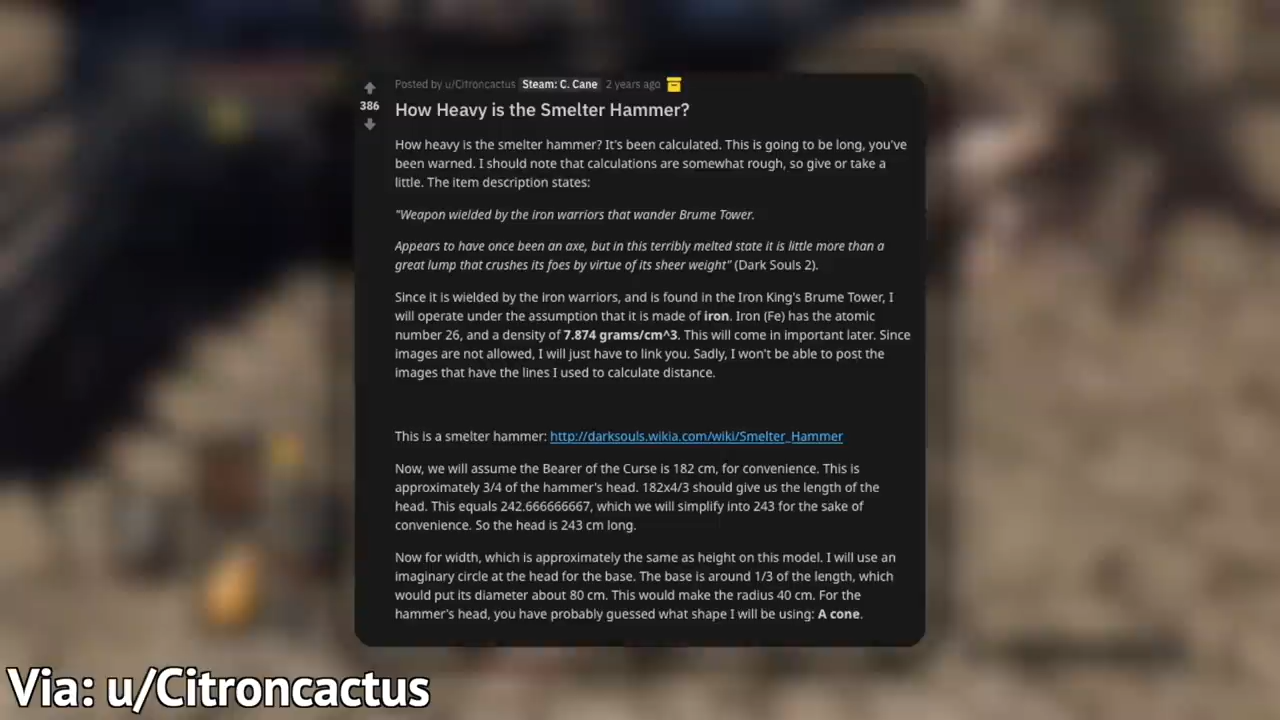 Posted by u/Citroncactus Steam: C. Cane 2 years ago
386
How Heavy is the Smelter Hammer?
How heavy is the smelter hammer? It's been calculated. This is going to be long, you've
been warned. I should note that calculations are somewhat rough, so give or take a
little. The item description states:
"Weapon wielded by the iron warriors that wander Brume Tower.
Appears to have once been an axe, but in this terribly melted state it is little more than a
great lump that crushes its foes by virtue of its sheer weight" (Dark Souls 2).
Since it is wielded by the iron warriors, and is found in the Iron King's Brume Tower, I
will operate under the assumption that it is made of iron. Iron (Fe) has the atomic
number 26, and a density of 7.874 grams/cm^3. This will come in important later. Since
images are not allowed, I will just have to link you. Sadly, I won't be able to post the
images that have the lines I used to calculate distance.
This is a smelter hammer: http://darksouls.wikia.com/wiki/Smelter_Hammer
Now, we will assume the Bearer of the Curse is 182 cm, for convenience. This is
approximately 3/4 of the hammer's head. 182x4/3 should give us the length of the
head. This equals 242.666666667, which we will simplify into 243 for the sake of
convenience. So the head is 243 cm long.
Now for width, which is approximately the same as height on this model. I will use an
imaginary circle at the head for the base. The base is around 1/3 of the length, which
would put its diameter about 80 cm. This would make the radius 40 cm. For the
hammer's head, you have probably guessed what shape I will be using: A cone.
Via: u/Citroncactus